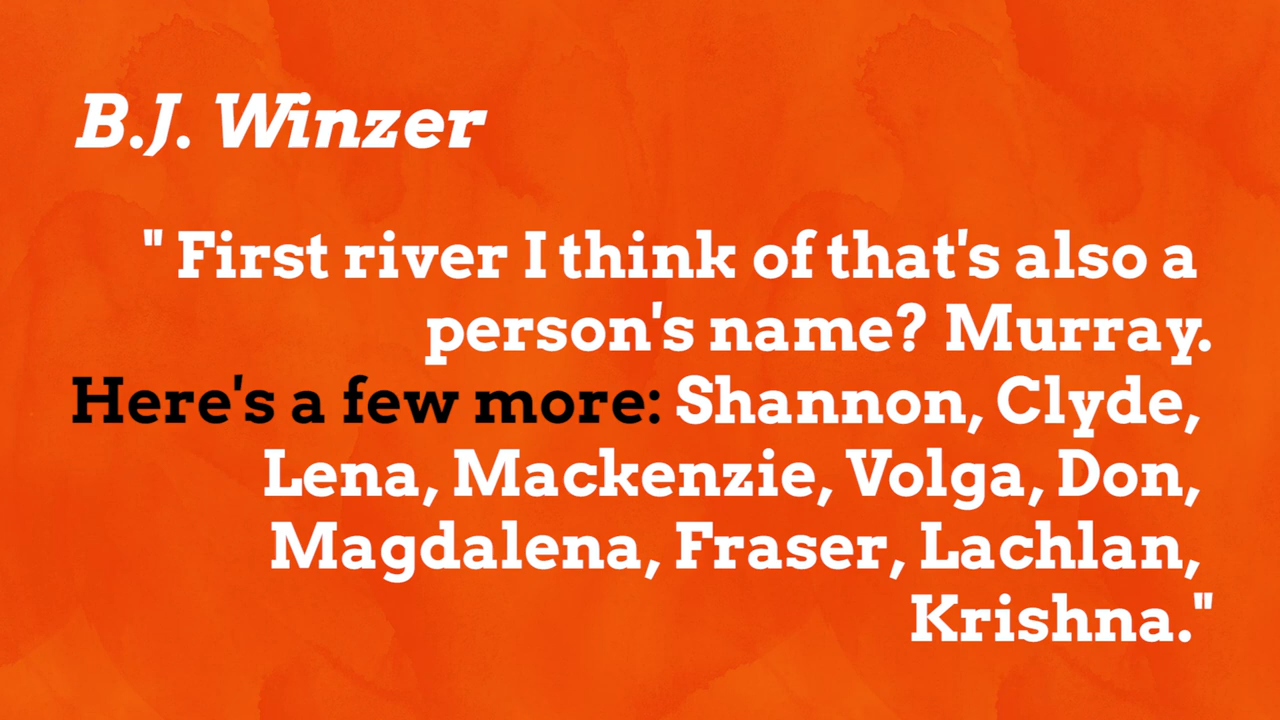 B.J. Winzer
" First river I think of that's also a
person's name? Murray.
Here's a few more: Shannon, Clyde,
Lena, Mackenzie, Volga, Don,
Magdalena, Fraser, Lachlan,
Krishna."